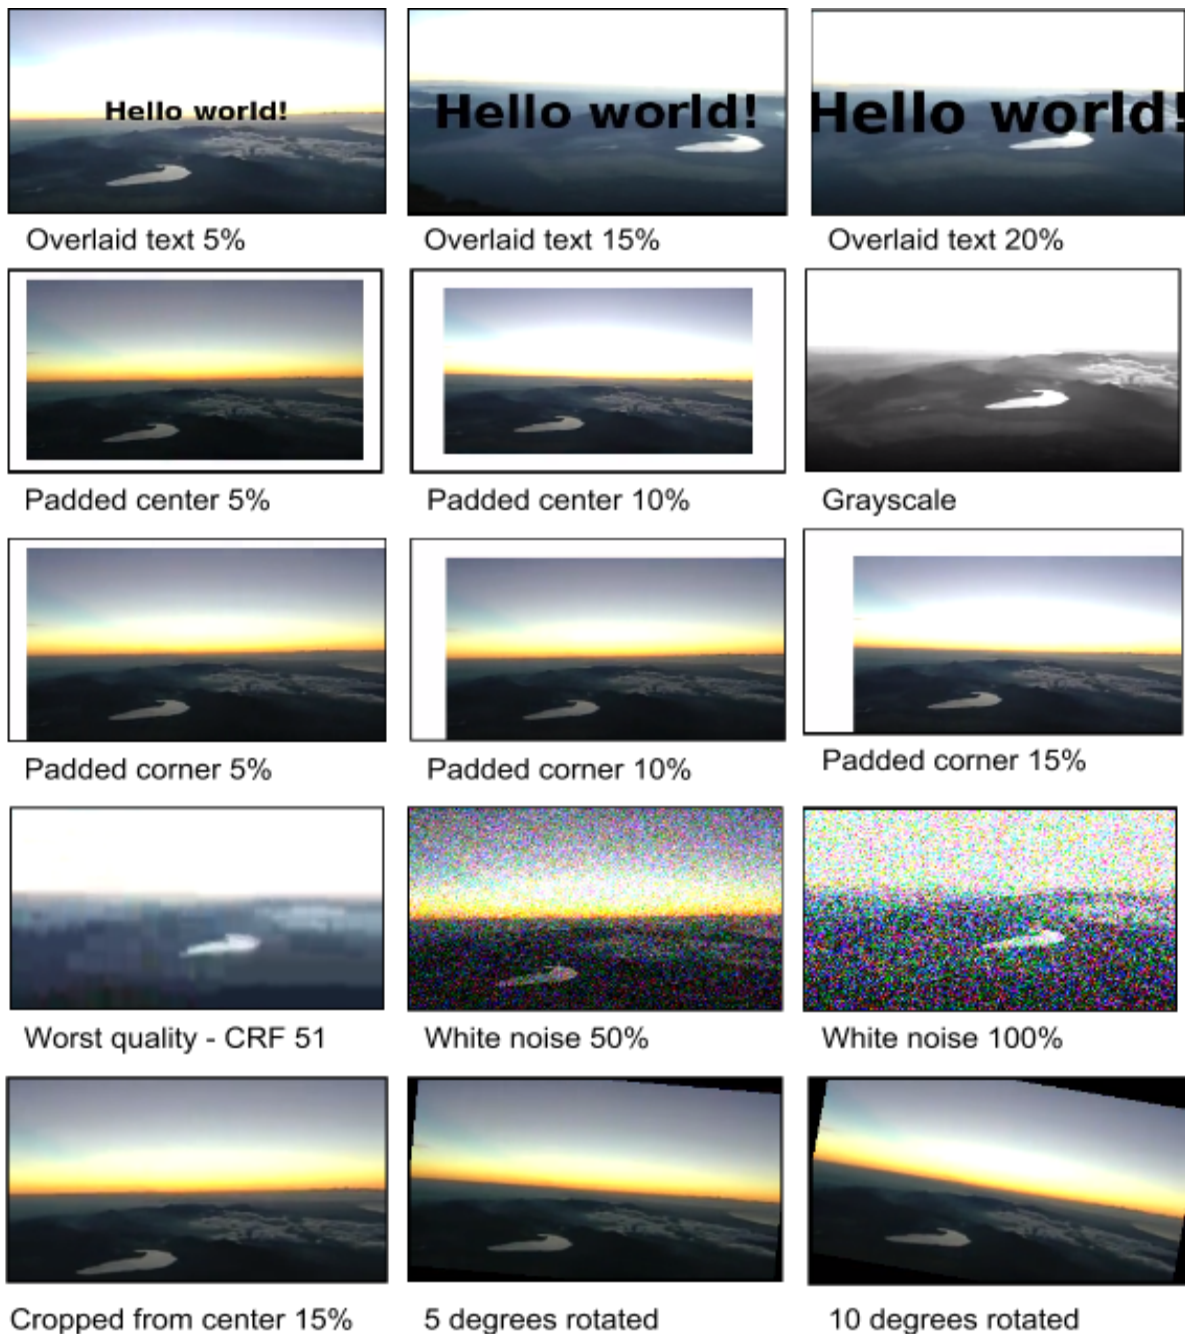 Hello world!
Hello world!
Hello world!
Overlaid text 5%
Overlaid text 15%
Overlaid text 20%
Padded center 5%
Padded center 10%
Grayscale
Padded corner 5%
Padded corner 10%
Padded corner 15%
Worst quality - CRF 51
White noise 50%
White noise 100%
Cropped from center 15%
5 degrees rotated
10 degrees rotated